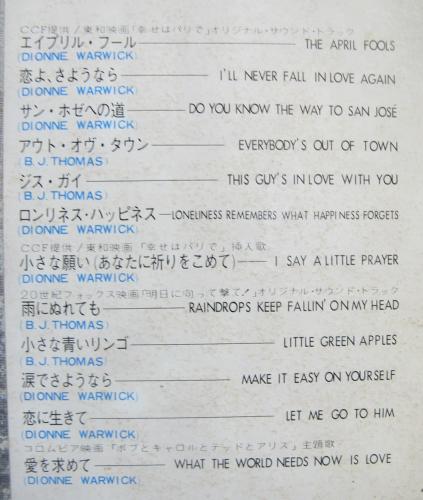 CCF提供/東和映画「幸せはパリで」オリジナル・サウンド・トラック
エイプリル・フール THE APRIL FOOLS
(DIONNE WARWICK)
恋よ、さようなら I'LL NEVER FALL IN LOVE AGAIN
(DIONNE WARWICK)
サン・ホゼへの道 DO YOU KNOW THE WAY TO SAN JOSÉ
(DIONNE WARWICK)
アウト・オヴ・タウン EVERYBODY'S OUT OF TOWN
(B.J.THOMAS)
ジス・ガイ THIS GUY'S IN LOVE WITH YOU
(B.J.THOMAS)
ロンリネス・ハッピネス LONELINESS REMEMBERS WHAT HAPPINESS FORGETS
(DIONNE WARWICK)
CCF提供/東和映画「幸せはパリで」挿入歌
小さな願い(あなたに祈りをこめて) I SAY A LITTLE PRAYER
(DIONNE WARWICK)
20世紀フォックス映画「明日に向って撃て!」オリジナル・サウンド・トラック
雨にぬれても RAINDROPS KEEP FALLIN' ON MY HEAD
(B.J.THOMAS)
小さな青いリンゴ LITTLE GREEN APPLES
(B.J.THOMAS)
涙でさようなら MAKE IT EASY ON YOURSELF
(DIONNE WARWICK)
恋に生きて LET ME GO TO HIM
(DIONNE WARWICK)
コロムビア映画「ボブとキャロルとテッドとアリス」主題歌
愛を求めて WHAT THE WORLD NEEDS NOW IS LOVE
(DIONNE WARWICK)